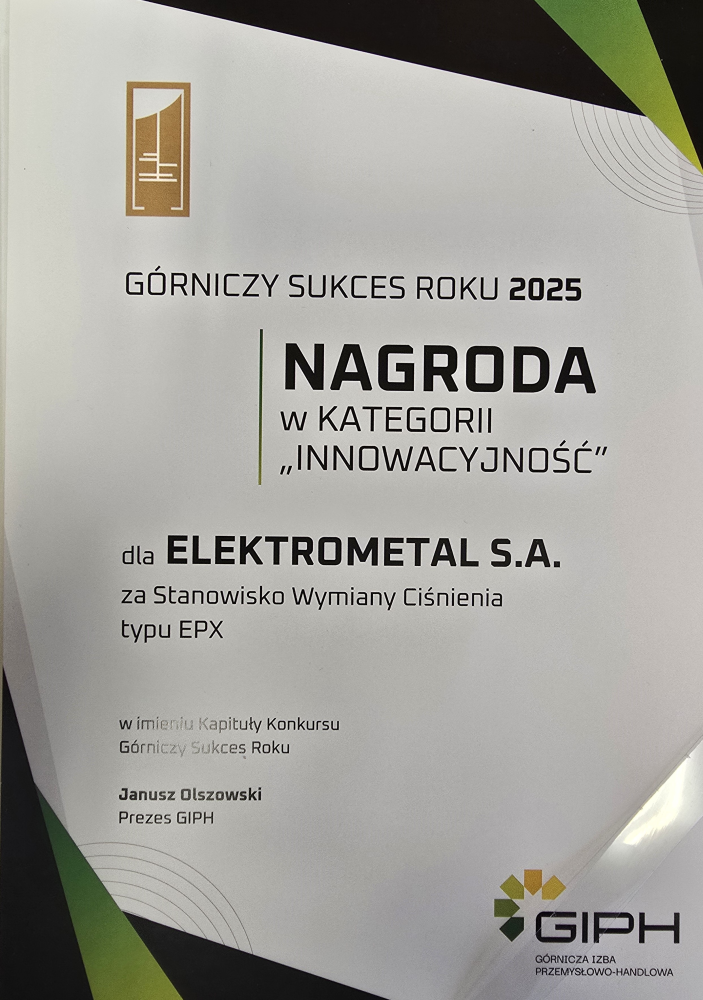 GÓRNICZY SUKCES ROKU 2025
NAGRODA
w KATEGORII
„INNOWACYJNOŚĆ”
dla ELEKTROMETAL S.A.
za Stanowisko Wymiany Ciśnienia
typu EPX
w imieniu Kapituły Konkursu
Górniczy Sukces Roku
Janusz Olszowski
Prezes GIPH
GIPH
GÓRNICZA IZBA
PRZEMYSŁOWO-HANDLOWA